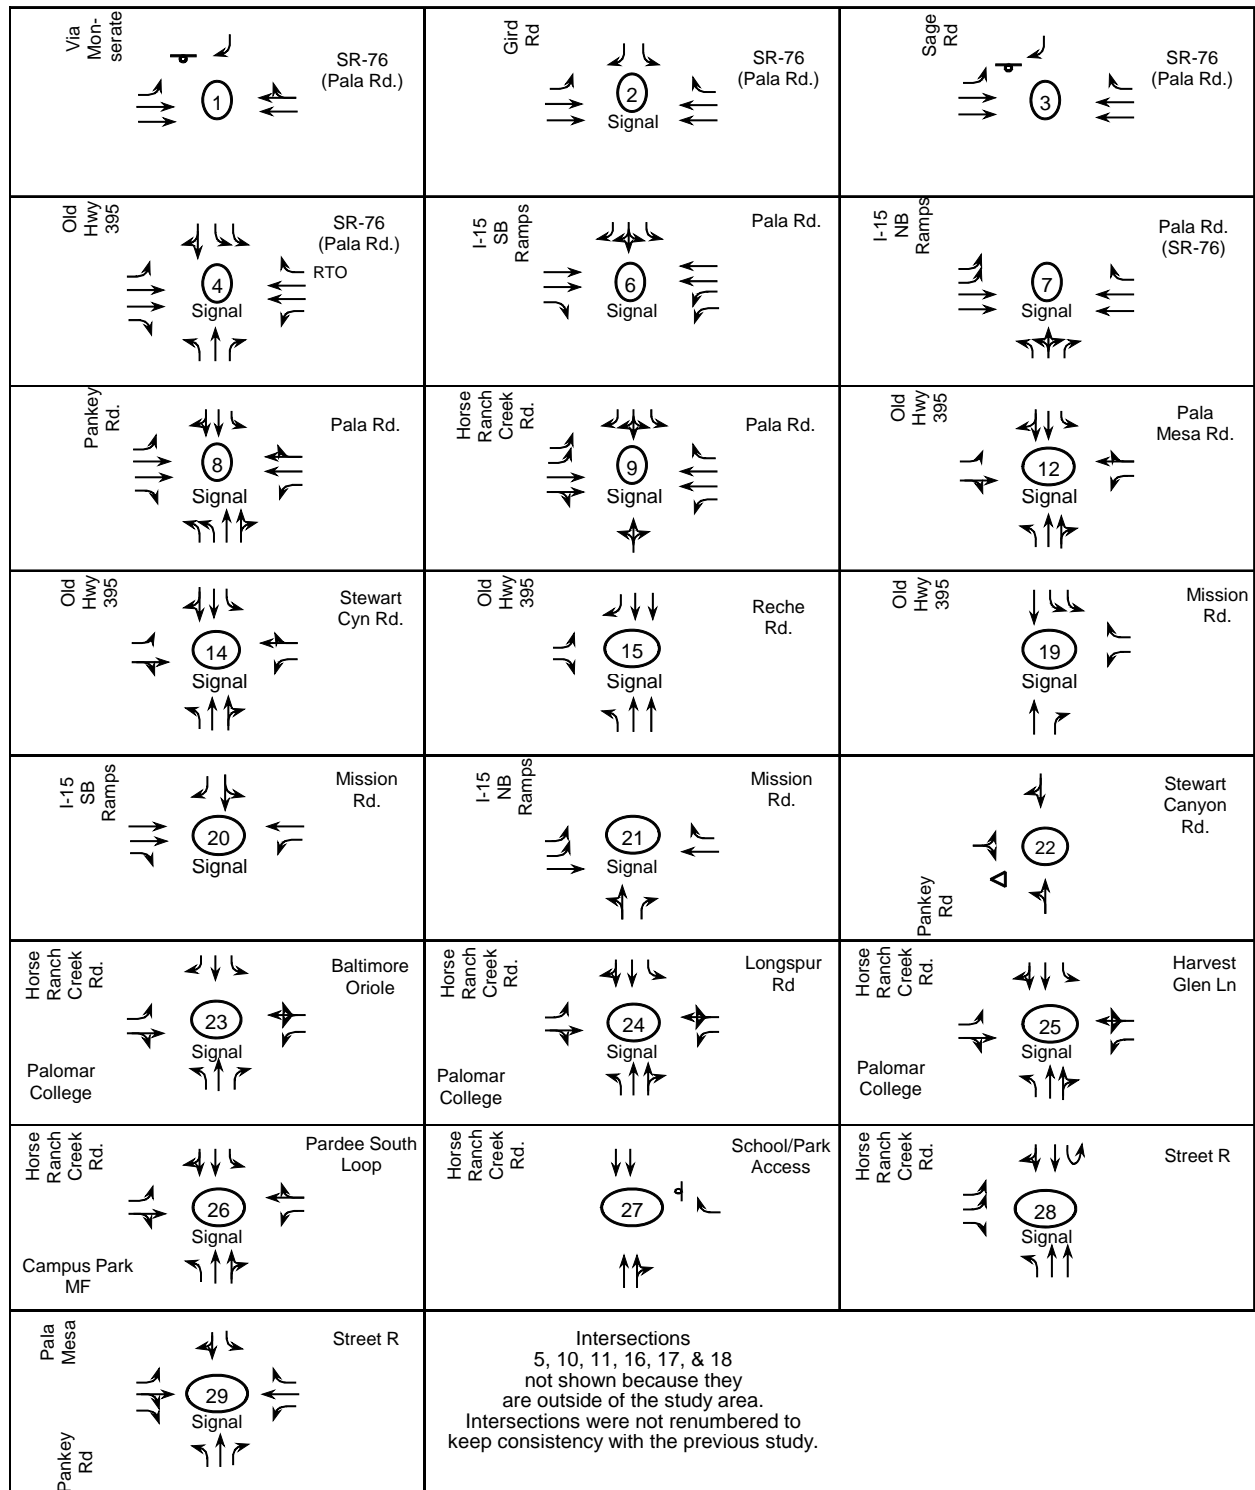 Via
Mon-
serate
SR-76
(Pala Rd.)
1
Gird
Rd
SR-76
(Pala Rd.)
2
Signal
Sage
Rd
SR-76
(Pala Rd.)
3
Old
Hwy
395
SR-76
(Pala Rd.)
RTO
4
Signal
I-15
SB
Ramps
Pala Rd.
6
Signal
I-15
NB
Ramps
Pala Rd.
(SR-76)
7
Signal
Pankey
Rd.
Pala Rd.
8
Signal
Horse
Ranch
Creek
Rd.
Pala Rd.
9
Signal
Old
Hwy
395
Pala
Mesa Rd.
12
Signal
Old
Hwy
395
Stewart
Cyn Rd.
14
Signal
Old
Hwy
395
Reche
Rd.
15
Signal
Old
Hwy
395
Mission
Rd.
19
Signal
I-15
SB
Ramps
Mission
Rd.
20
Signal
I-15
NB
Ramps
Mission
Rd.
21
Signal
Stewart
Canyon
Rd.
22
Pankey
Rd
Horse
Ranch
Creek
Rd.
Baltimore
Oriole
23
Signal
Palomar
College
Horse
Ranch
Creek
Rd.
Longspur
Rd
24
Signal
Palomar
College
Horse
Ranch
Creek
Rd.
Harvest
Glen Ln
25
Signal
Palomar
College
Horse
Ranch
Creek
Rd.
Pardee South
Loop
26
Signal
Campus Park
MF
Horse
Ranch
Creek
Rd.
School/Park
Access
27
Horse
Ranch
Creek
Rd.
Street R
28
Signal
Pala
Mesa
Street R
29
Signal
Pankey
Rd
Intersections
5, 10, 11, 16, 17, & 18
not shown because they
are outside of the study area.
Intersections were not renumbered to
keep consistency with the previous study.